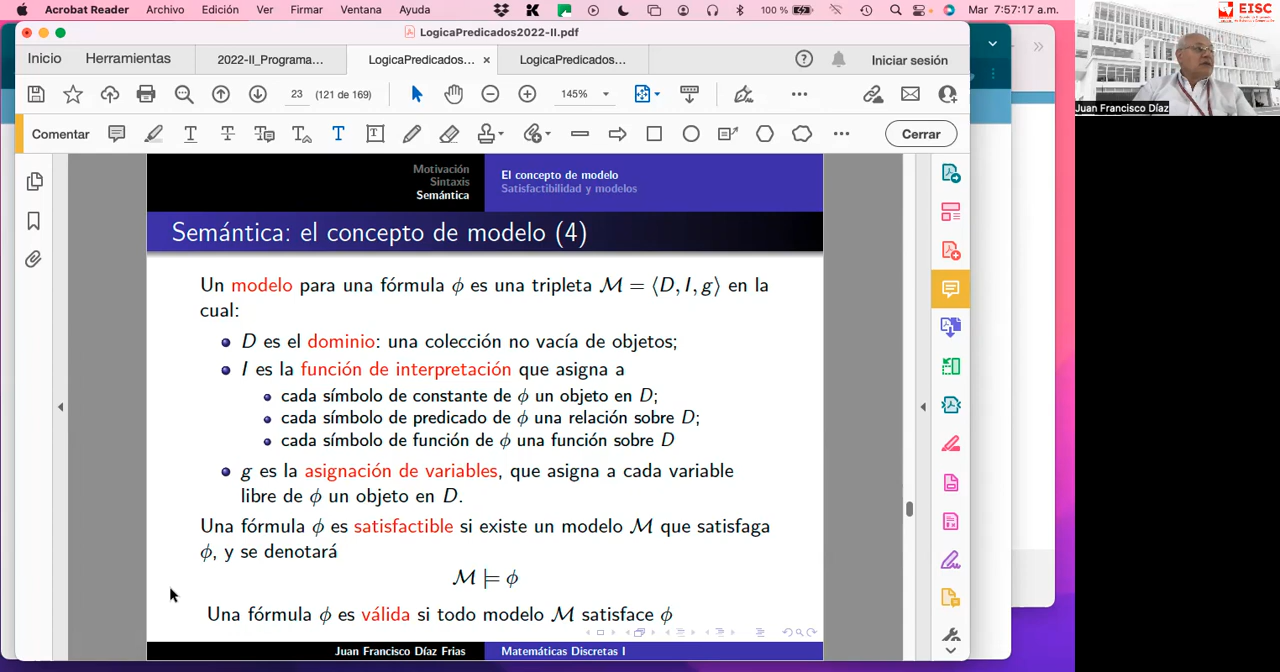 Acrobat Reader Archivo Edición Ver Firmar Ventana Ayuda 100 % Mar 7:57:17 a.m.
EISC
LogicaPredicados2022-II.pdf
Inicio Herramientas 2022-II_Programa... LogicaPredicados... × LogicaPredicados... Iniciar sesión
23 (121 de 169) 145%
Juan Francisco Díaz
Comentar Cerrar
Motivación
Sintaxis
Semántica
El concepto de modelo
Satisfactibilidad y modelos
Semántica: el concepto de modelo (4)
Un modelo para una fórmula ϕ es una tripleta ℳ = ⟨D, I, g⟩ en la
cual:
D es el dominio: una colección no vacía de objetos;
I es la función de interpretación que asigna a
cada símbolo de constante de ϕ un objeto en D;
cada símbolo de predicado de ϕ una relación sobre D;
cada símbolo de función de ϕ una función sobre D
g es la asignación de variables, que asigna a cada variable
libre de ϕ un objeto en D.
Una fórmula ϕ es satisfactible si existe un modelo ℳ que satisfaga
ϕ, y se denotará
ℳ ⊨ ϕ
Una fórmula ϕ es válida si todo modelo ℳ satisface ϕ
Juan Francisco Díaz Frias Matemáticas Discretas I